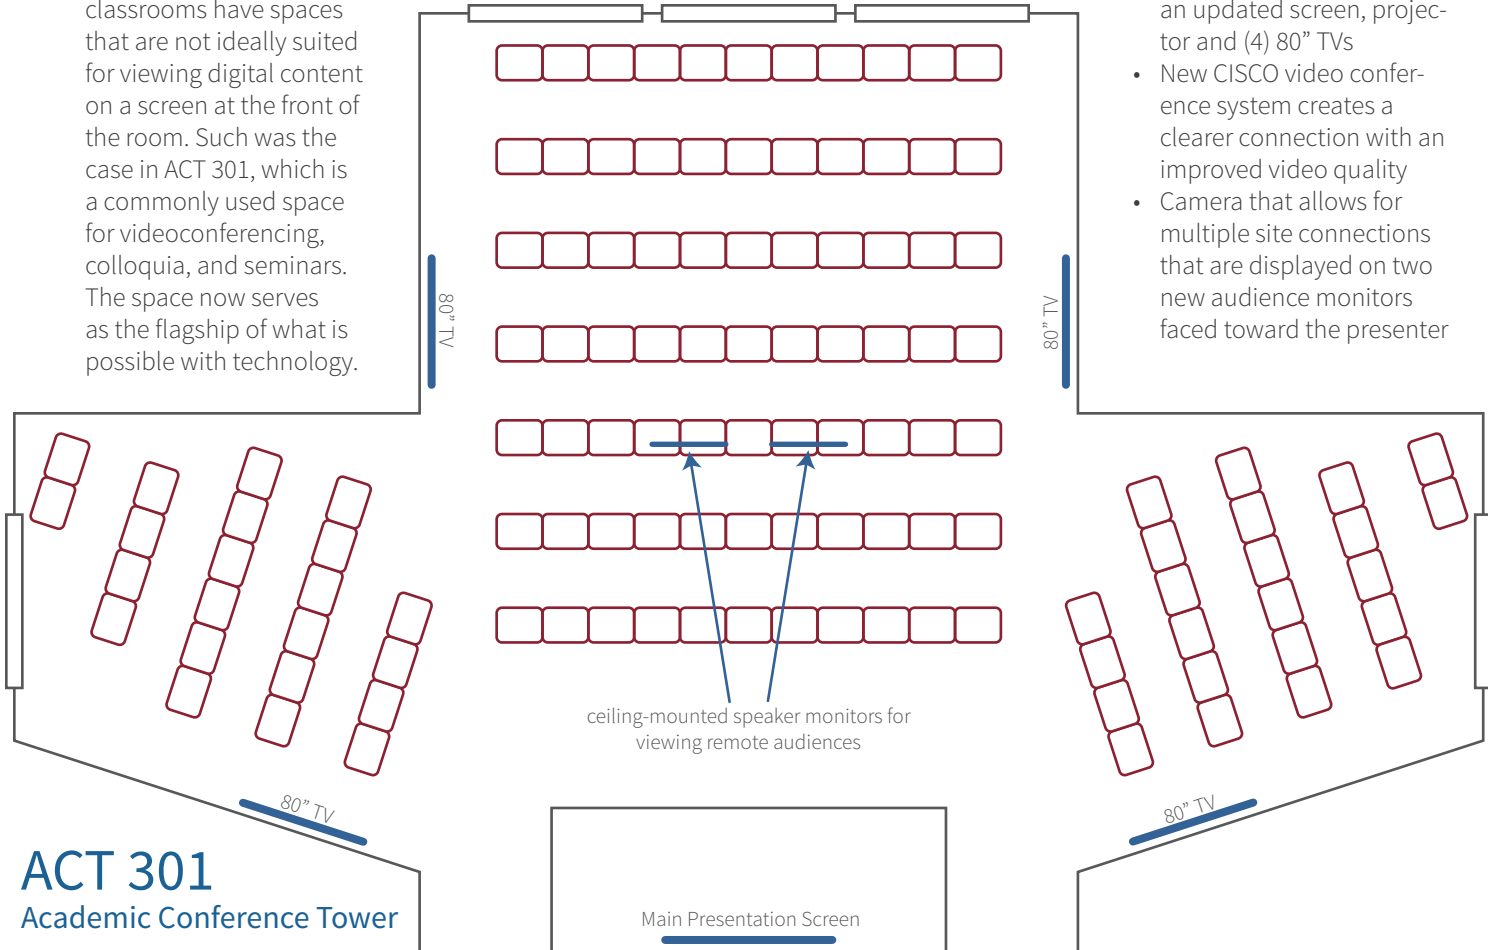 classrooms have spaces
that are not ideally suited
for viewing digital content
on a screen at the front of
the room. Such was the
case in ACT 301, which is
a commonly used space
for videoconferencing,
colloquia, and seminars.
The space now serves
as the flagship of what is
possible with technology.
an updated screen, projec-
tor and (4) 80” TVs
• New CISCO video confer-
ence system creates a
clearer connection with an
improved video quality
• Camera that allows for
multiple site connections
that are displayed on two
new audience monitors
faced toward the presenter
80” TV
80” TV
ceiling-mounted speaker monitors for
viewing remote audiences
80” TV
80” TV
ACT 301
Academic Conference Tower
Main Presentation Screen